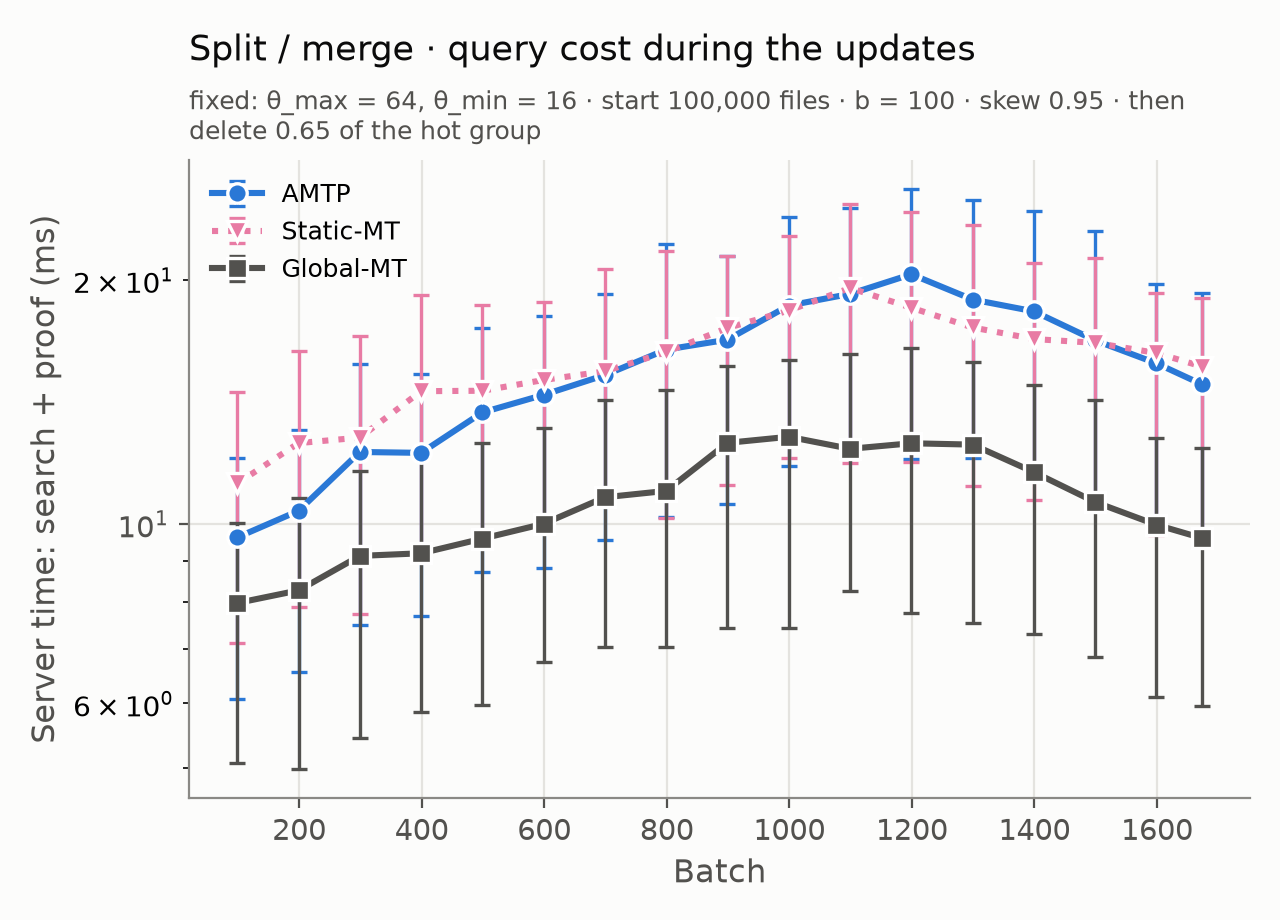 Split / merge · query cost during the updates
fixed: θ_max = 64, θ_min = 16 · start 100,000 files · b = 100 · skew 0.95 · then
delete 0.65 of the hot group
AMTP
Static-MT
Global-MT
Server time: search + proof (ms)
2 × 10¹
10¹
6 × 10⁰
200 400 600 800 1000 1200 1400 1600
Batch